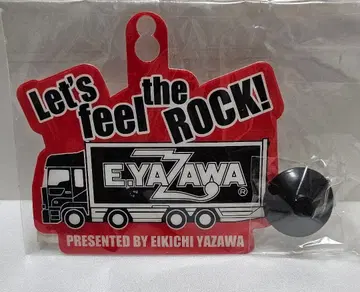 Let's
feel the
ROCK!
E.YAZAWA
®
PRESENTED BY EIKICHI YAZAWA